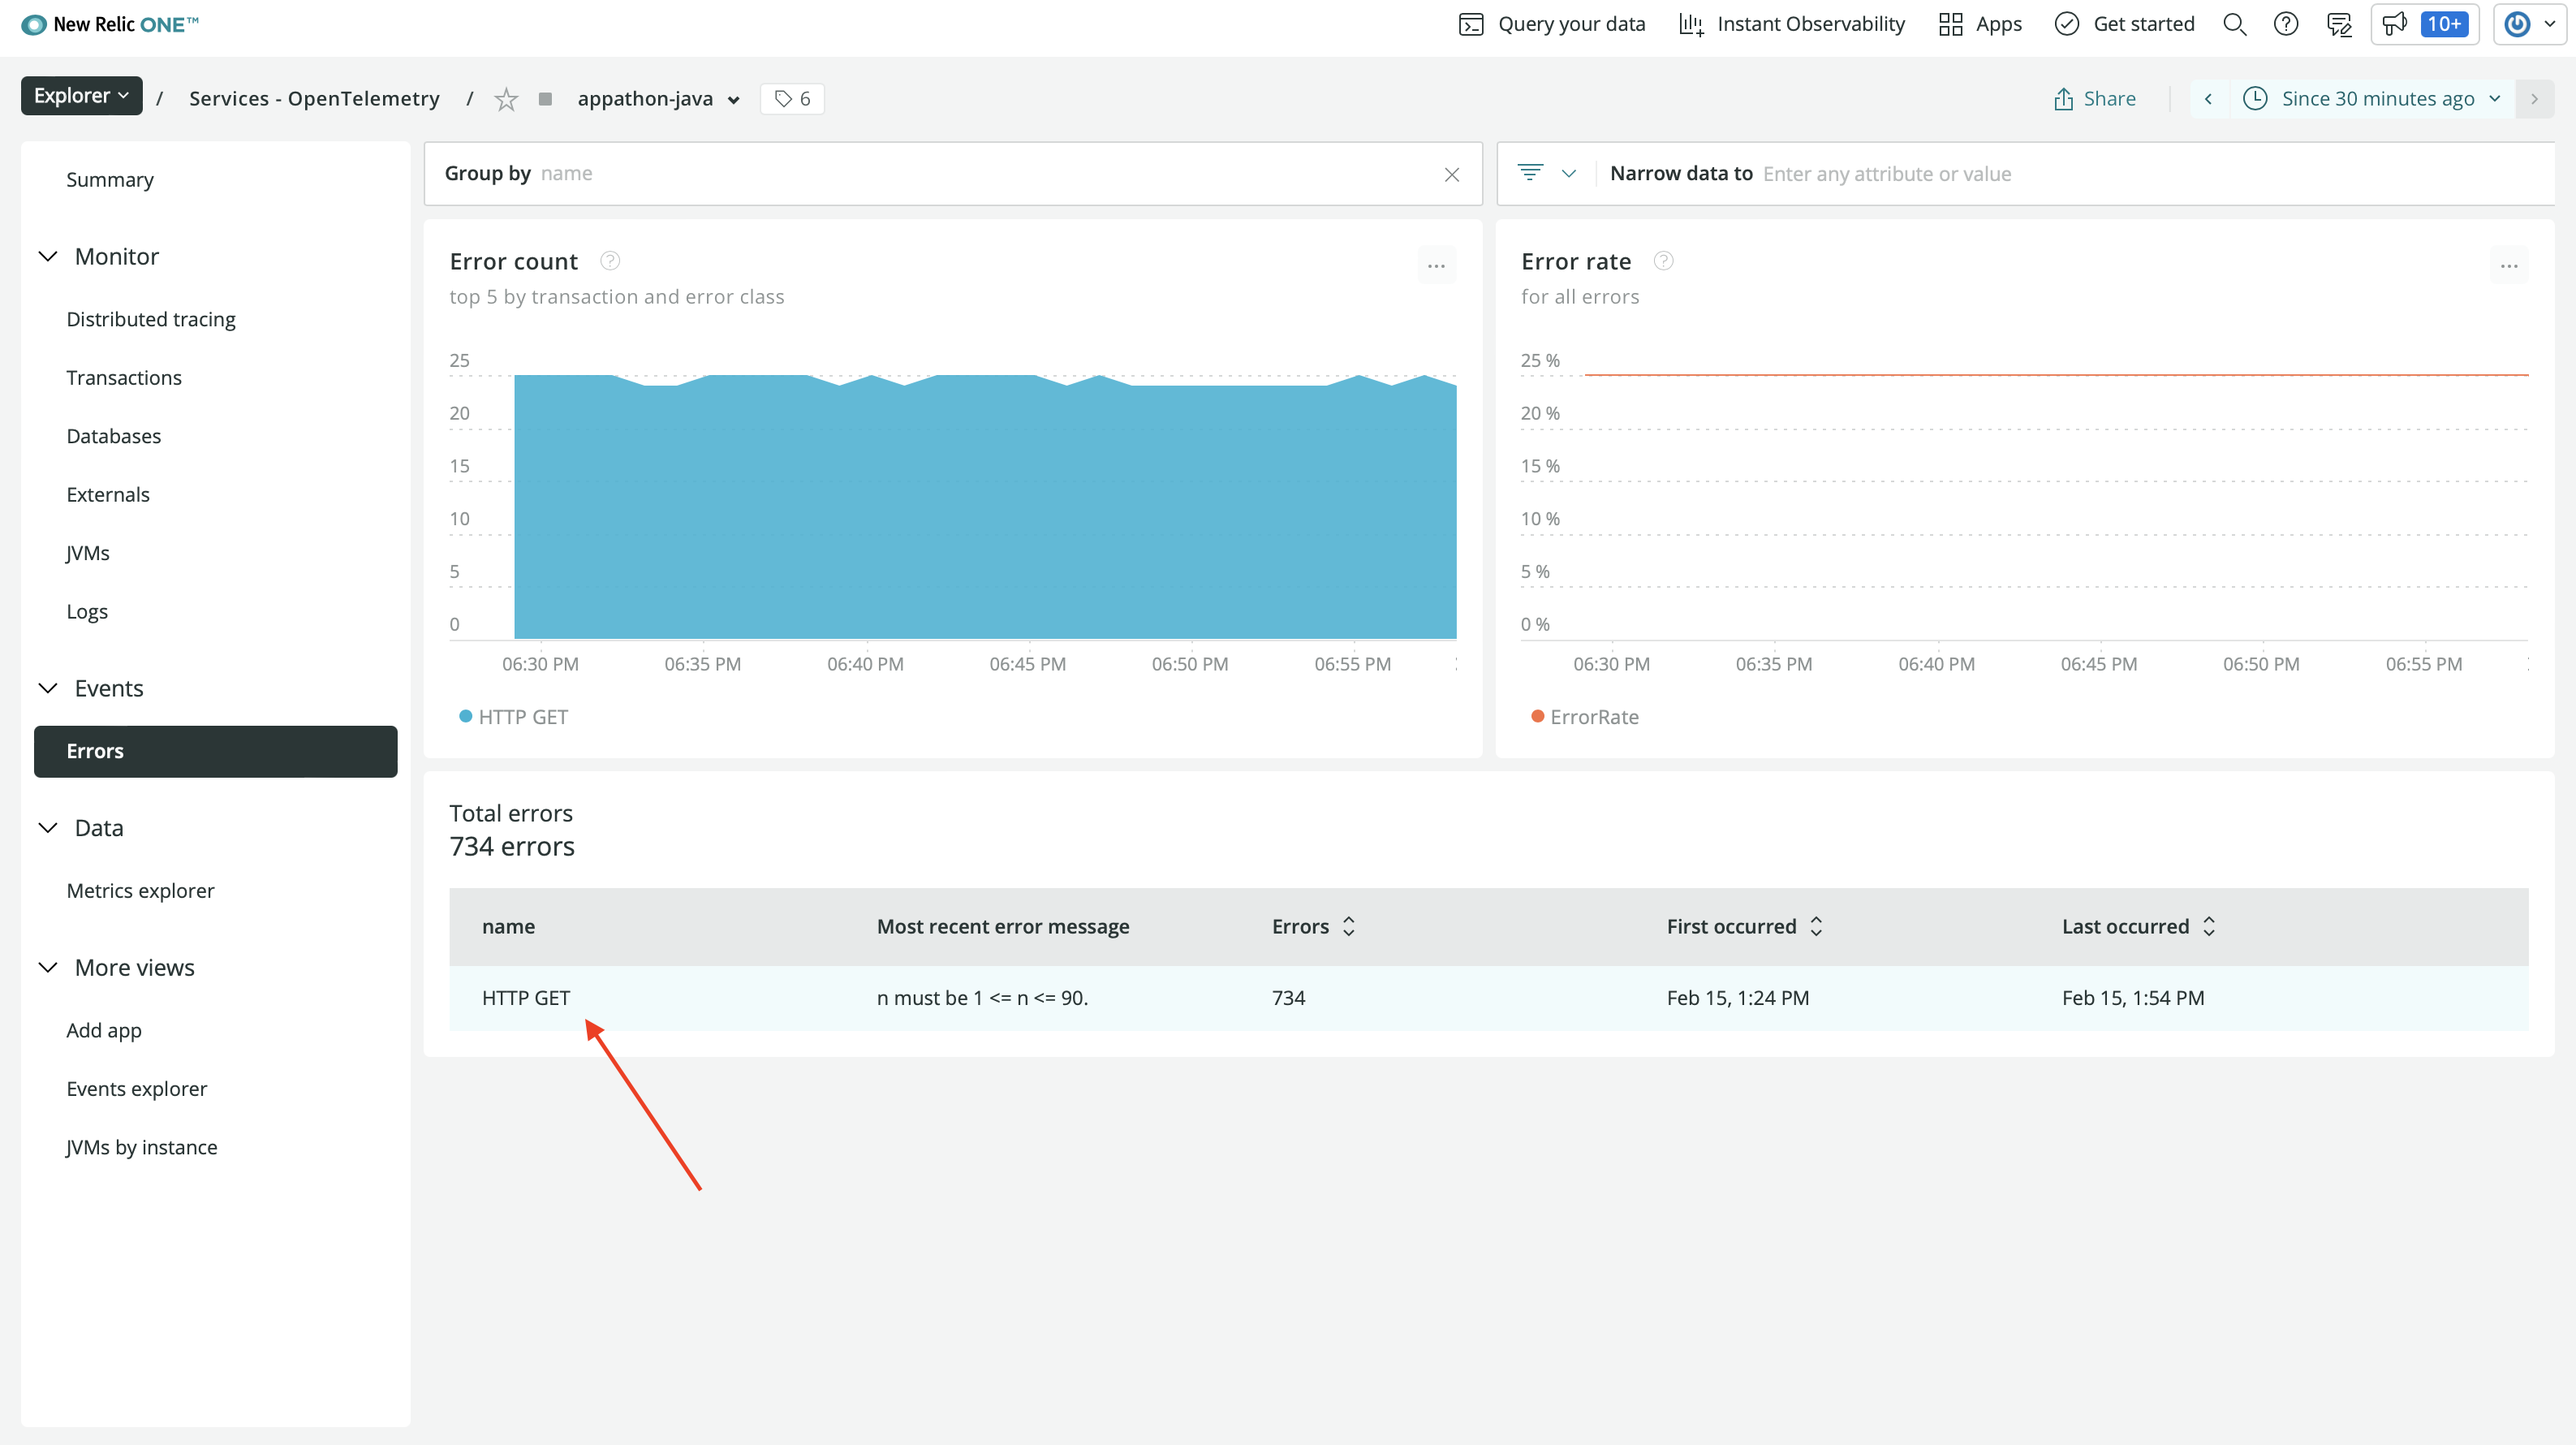 New Relic ONE™
Query your data
Instant Observability
Apps
Get started
10+
Explorer / Services - OpenTelemetry / appathon-java 6
Share
Since 30 minutes ago
Summary
Monitor
Distributed tracing
Transactions
Databases
Externals
JVMs
Logs
Events
Errors
Data
Metrics explorer
More views
Add app
Events explorer
JVMs by instance
Group by name
Narrow data to Enter any attribute or value
Error count
top 5 by transaction and error class
25
20
15
10
5
0
06:30 PM 06:35 PM 06:40 PM 06:45 PM 06:50 PM 06:55 PM
HTTP GET
Error rate
for all errors
25 %
20 %
15 %
10 %
5 %
0 %
06:30 PM 06:35 PM 06:40 PM 06:45 PM 06:50 PM 06:55 PM
ErrorRate
Total errors
734 errors
name Most recent error message Errors First occurred Last occurred
HTTP GET n must be 1 <= n <= 90. 734 Feb 15, 1:24 PM Feb 15, 1:54 PM